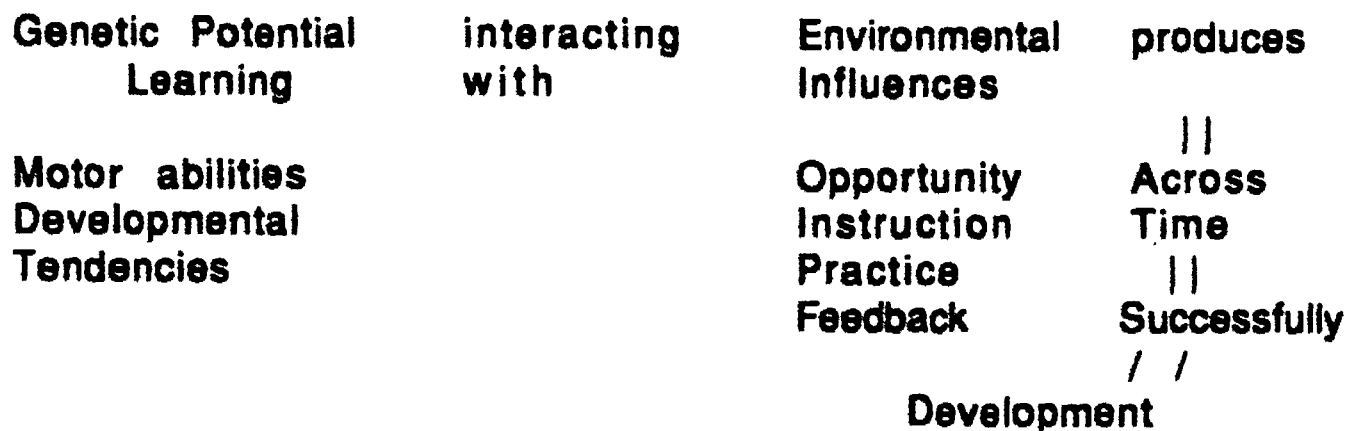 Genetic Potential interacting Environmental produces
Learning with Influences
||
Motor abilities Opportunity Across
Developmental Instruction Time
Tendencies Practice ||
Feedback Successfully
/ /
Development